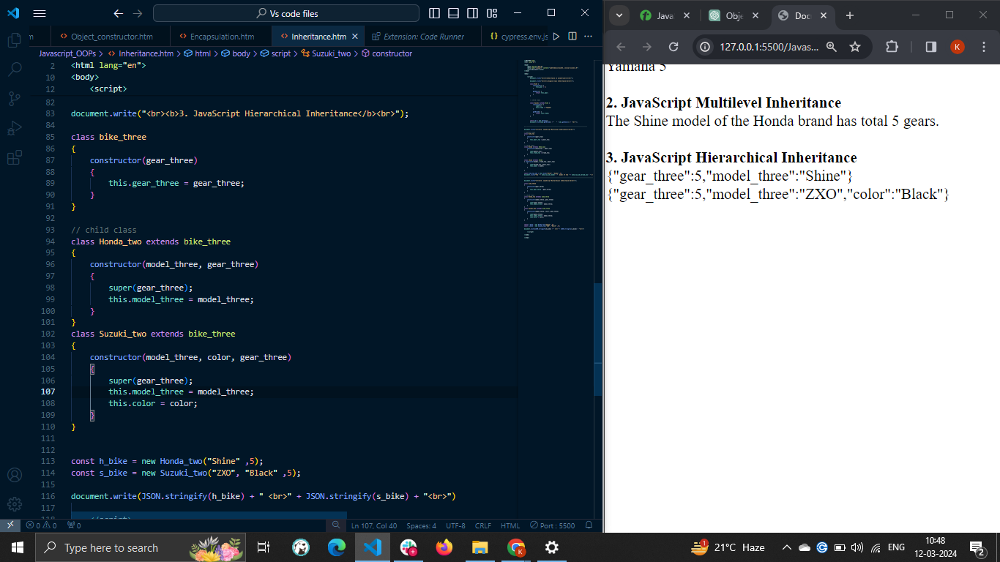 Vs code files
m
Object_constructor.htm
Encapsulation.htm
Inheritance.htm
Extension: Code Runner
cypress.env.js
Javascript_OOPs > Inheritance.htm > html > body > script > Suzuki_two > constructor
2 <html lang="en">
10 <body>
12 <script>
82
83 document.write("<br><b>3. JavaScript Hierarchical Inheritance</b><br>");
84
85 class bike_three
86 {
87 constructor(gear_three)
88 {
89 this.gear_three = gear_three;
90 }
91 }
92
93 // child class
94 class Honda_two extends bike_three
95 {
96 constructor(model_three, gear_three)
97 {
98 super(gear_three);
99 this.model_three = model_three;
100 }
101 }
102 class Suzuki_two extends bike_three
103 {
104 constructor(model_three, color, gear_three)
105 {
106 super(gear_three);
107 this.model_three = model_three;
108 this.color = color;
109 }
110 }
111
112
113 const h_bike = new Honda_two("Shine" ,5);
114 const s_bike = new Suzuki_two("ZXO", "Black" ,5);
115
116 document.write(JSON.stringify(h_bike) + " <br>" + JSON.stringify(s_bike) + "<br>")
117
118 </script>
0 0 0 Ln 107, Col 40 Spaces: 4 UTF-8 CRLF HTML Port : 5500
Java
Obje
Doc
127.0.0.1:5500/Javas...
K
Yamaha 5
2. JavaScript Multilevel Inheritance
The Shine model of the Honda brand has total 5 gears.
3. JavaScript Hierarchical Inheritance
{"gear_three":5,"model_three":"Shine"}
{"gear_three":5,"model_three":"ZXO","color":"Black"}
Type here to search
K
1
21°C Haze
ENG
10:48
12-03-2024
2